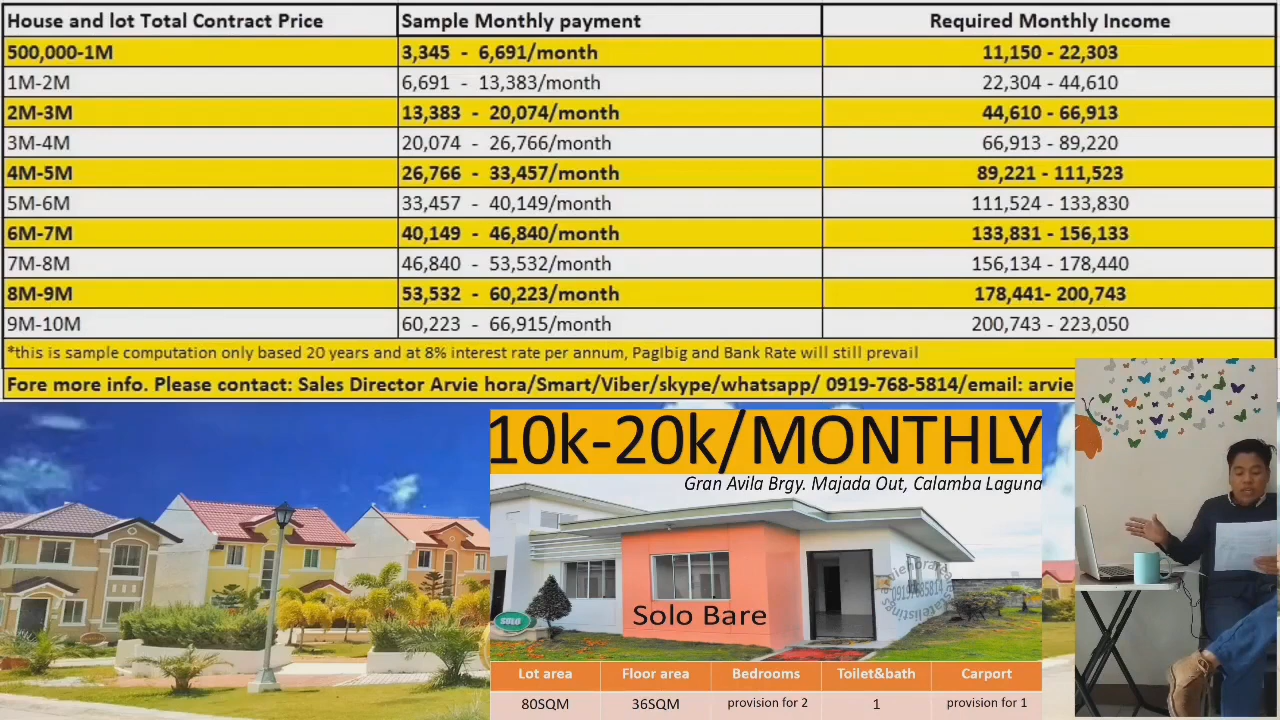 House and lot Total Contract Price Sample Monthly payment Required Monthly Income
500,000-1M 3,345 - 6,691/month 11,150 - 22,303
1M-2M 6,691 - 13,383/month 22,304 - 44,610
2M-3M 13,383 - 20,074/month 44,610 - 66,913
3M-4M 20,074 - 26,766/month 66,913 - 89,220
4M-5M 26,766 - 33,457/month 89,221 - 111,523
5M-6M 33,457 - 40,149/month 111,524 - 133,830
6M-7M 40,149 - 46,840/month 133,831 - 156,133
7M-8M 46,840 - 53,532/month 156,134 - 178,440
8M-9M 53,532 - 60,223/month 178,441- 200,743
9M-10M 60,223 - 66,915/month 200,743 - 223,050
*this is sample computation only based 20 years and at 8% interest rate per annum, PagIbig and Bank Rate will still prevail
Fore more info. Please contact: Sales Director Arvie hora/Smart/Viber/skype/whatsapp/ 0919-768-5814/email: arvie
10k-20k/MONTHLY
Gran Avila Brgy. Majada Out, Calamba Laguna
Solo Bare
SOLO
Lot area Floor area Bedrooms Toilet&bath Carport
80SQM 36SQM provision for 2 1 provision for 1